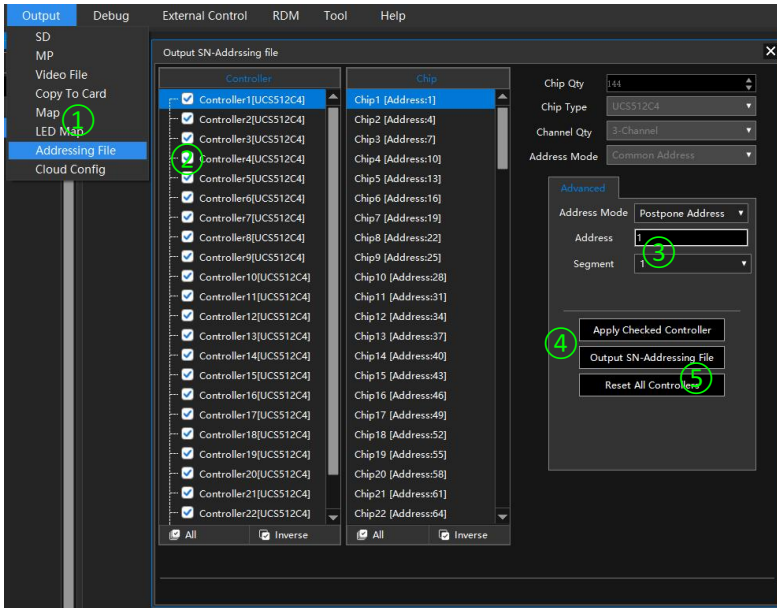 Output Debug External Control RDM Tool Help
SD
MP
Video File
Copy To Card
Map
LED Map
Addressing File
Cloud Config
1
Output SN-Addrssing file
Controller
Controller1[UCS512C4]
Controller2[UCS512C4]
Controller3[UCS512C4]
Controller4[UCS512C4]
Controller5[UCS512C4]
Controller6[UCS512C4]
Controller7[UCS512C4]
Controller8[UCS512C4]
Controller9[UCS512C4]
Controller10[UCS512C4]
Controller11[UCS512C4]
Controller12[UCS512C4]
Controller13[UCS512C4]
Controller14[UCS512C4]
Controller15[UCS512C4]
Controller16[UCS512C4]
Controller17[UCS512C4]
Controller18[UCS512C4]
Controller19[UCS512C4]
Controller20[UCS512C4]
Controller21[UCS512C4]
Controller22[UCS512C4]
All Inverse
2
Chip
Chip1 [Address:1]
Chip2 [Address:4]
Chip3 [Address:7]
Chip4 [Address:10]
Chip5 [Address:13]
Chip6 [Address:16]
Chip7 [Address:19]
Chip8 [Address:22]
Chip9 [Address:25]
Chip10 [Address:28]
Chip11 [Address:31]
Chip12 [Address:34]
Chip13 [Address:37]
Chip14 [Address:40]
Chip15 [Address:43]
Chip16 [Address:46]
Chip17 [Address:49]
Chip18 [Address:52]
Chip19 [Address:55]
Chip20 [Address:58]
Chip21 [Address:61]
Chip22 [Address:64]
All Inverse
Chip Qty 144
Chip Type UCS512C4
Channel Qty 3-Channel
Address Mode Common Address
Advanced
Address Mode Postpone Address
Address 1
Segment 1
3
Apply Checked Controller
4
Output SN-Addressing File
Reset All Controllers
5